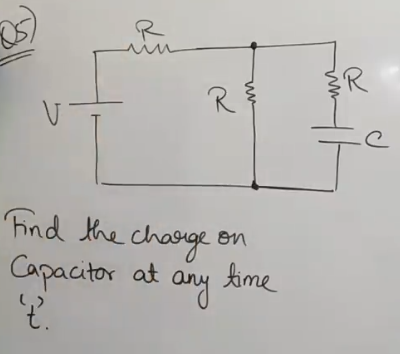 Q5)
R
R
R
V
C
Find the charge on
Capacitor at any time
't'.